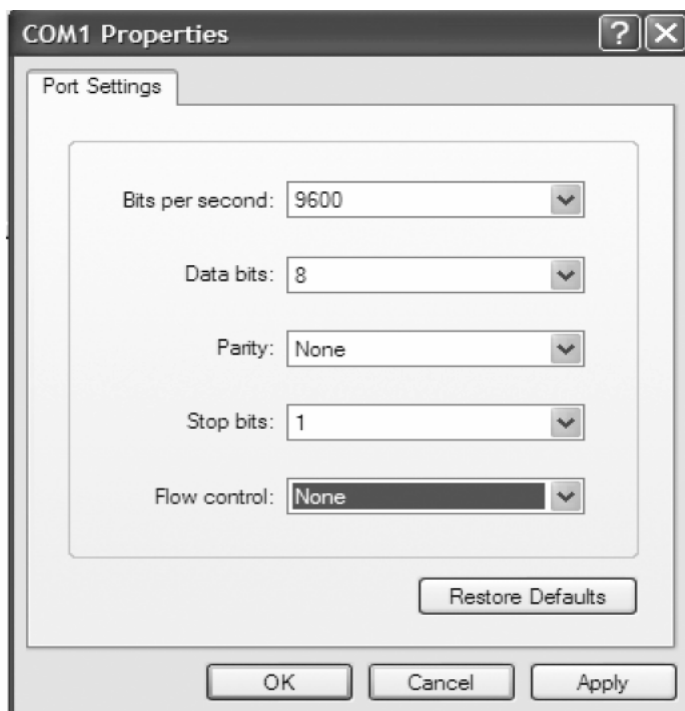 COM1 Properties
Port Settings
Bits per second: 9600
Data bits: 8
Parity: None
Stop bits: 1
Flow control: None
Restore Defaults
OK Cancel Apply